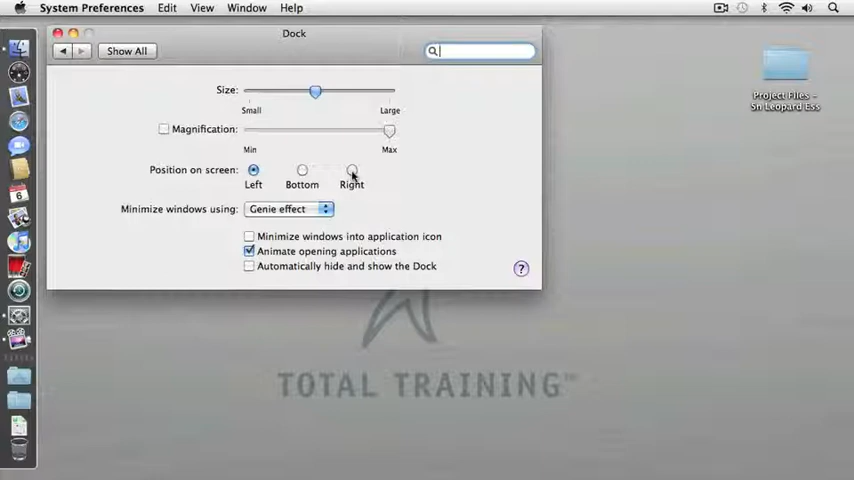 System Preferences Edit View Window Help
Dock
Show All
Size:
Small Large
Magnification:
Min Max
Position on screen:
Left Bottom Right
Minimize windows using: Genie effect
Minimize windows into application icon
Animate opening applications
Automatically hide and show the Dock
?
Project Files –
Sn Leopard Ess
6
TOTAL TRAINING™